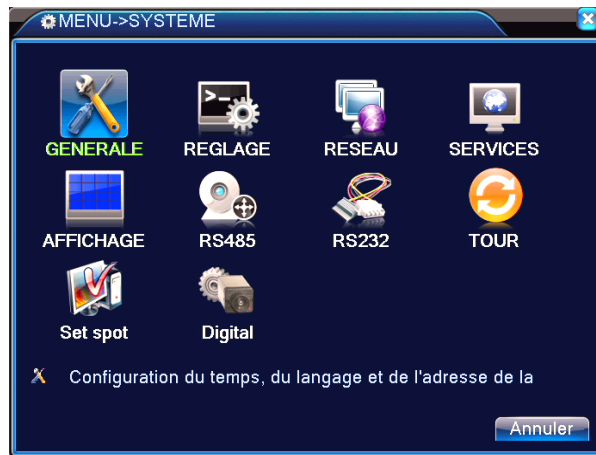 MENU->SYSTEME
GENERALE REGLAGE RESEAU SERVICES
>_
AFFICHAGE RS485 RS232 TOUR
Set spot Digital
Configuration du temps, du langage et de l'adresse de la
Annuler